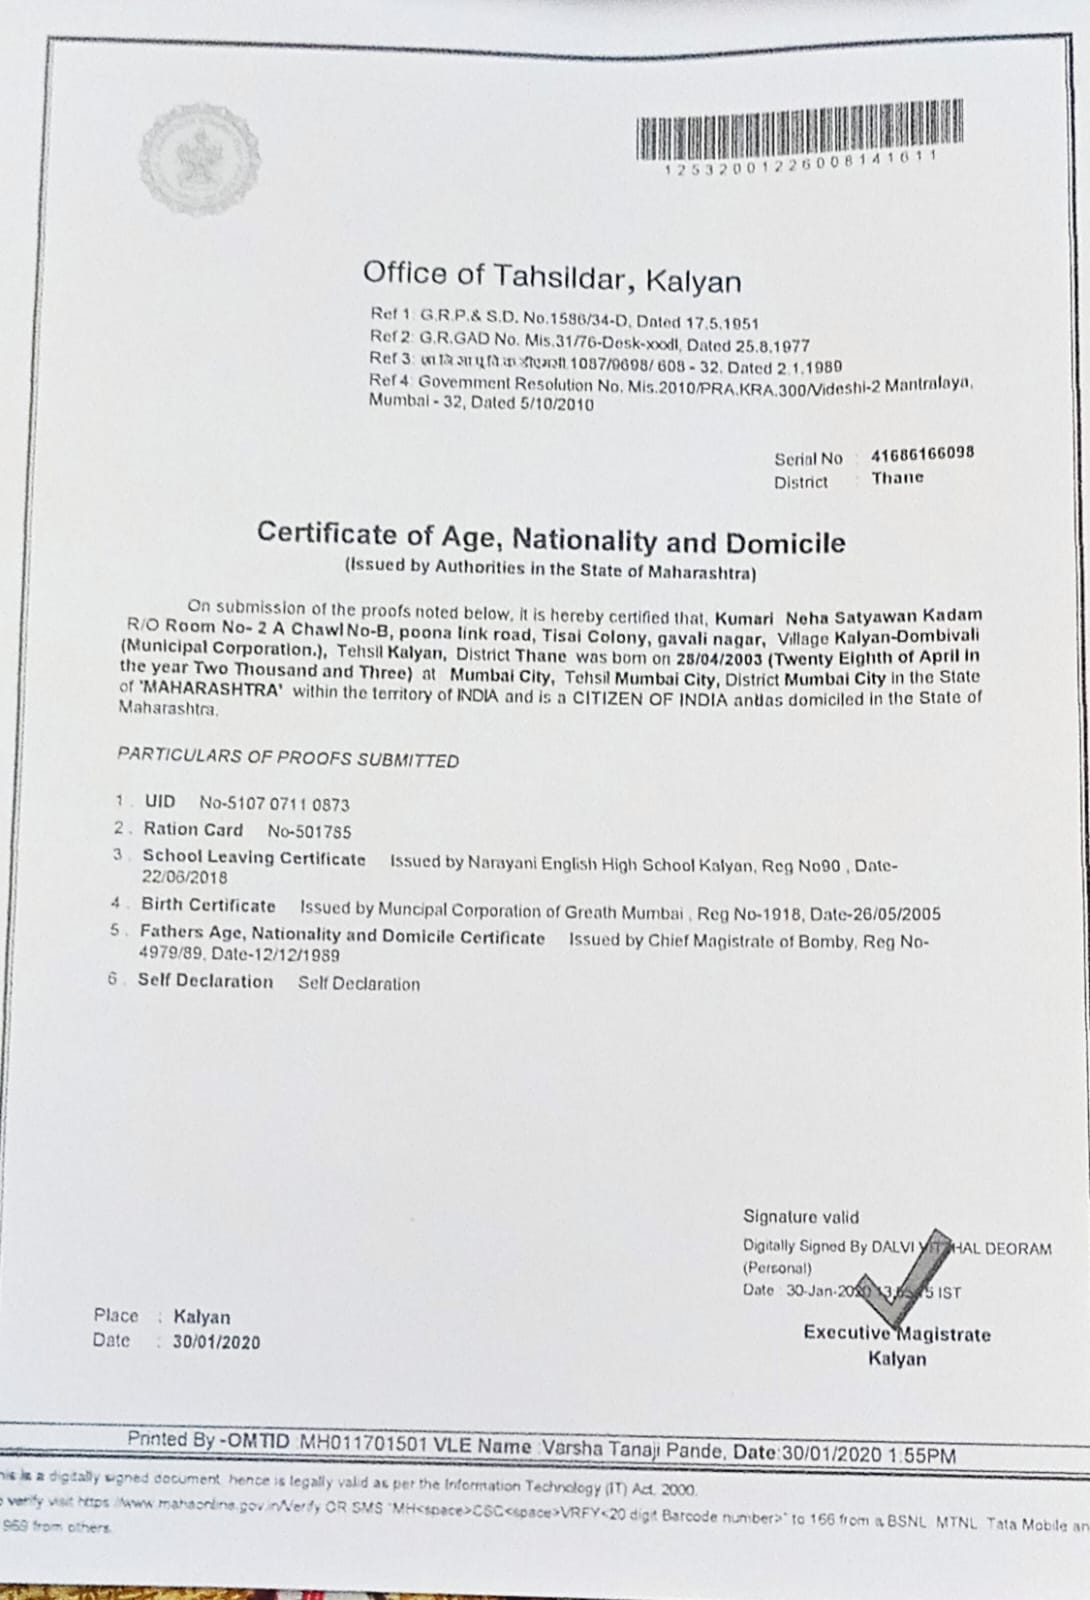 12532001226008141611
Office of Tahsildar, Kalyan
Ref 1: G.R.P.& S.D. No.1586/34-D, Dated 17.5.1951
Ref 2: G.R.GAD No. Mis.31/76-Desk-xxxdl, Dated 25.8.1977
Ref 3: 1087/9698/ 608 - 32, Dated 2.1.1989
Ref 4: Government Resolution No. Mis.2010/PRA.KRA.300/Videshi-2 Mantralaya,
Mumbai - 32, Dated 5/10/2010
Serial No : 41686166098
District : Thane
Certificate of Age, Nationality and Domicile
(Issued by Authorities in the State of Maharashtra)
On submission of the proofs noted below, it is hereby certified that, Kumari Neha Satyawan Kadam
R/O Room No- 2 A Chawl No-B, poona link road, Tisai Colony, gavali nagar, Village Kalyan-Dombivali
(Municipal Corporation.), Tehsil Kalyan, District Thane was born on 28/04/2003 (Twenty Eighth of April in
the year Two Thousand and Three) at Mumbai City, Tehsil Mumbai City, District Mumbai City in the State
of 'MAHARASHTRA' within the territory of INDIA and is a CITIZEN OF INDIA and as domiciled in the State of
Maharashtra.
PARTICULARS OF PROOFS SUBMITTED
1 . UID No-5107 0711 0873
2 . Ration Card No-501785
3 . School Leaving Certificate Issued by Narayani English High School Kalyan, Reg No90 , Date-
22/06/2018
4 . Birth Certificate Issued by Muncipal Corporation of Greath Mumbai , Reg No-1918, Date-26/05/2005
5 . Fathers Age, Nationality and Domicile Certificate Issued by Chief Magistrate of Bomby, Reg No-
4979/89, Date-12/12/1989
6 . Self Declaration Self Declaration
Signature valid
Digitally Signed By DALVI HAL DEORAM
(Personal)
Date : 30-Jan-2020 IST
Place : Kalyan
Date : 30/01/2020
Executive Magistrate
Kalyan
Printed By -OMTID :MH011701501 VLE Name :Varsha Tanaji Pande, Date:30/01/2020 1:55PM
his is a digitally signed document, hence is legally valid as per the Information Technology (IT) Act, 2000.
verify visit https://www.mahaonline.gov.in/Verify OR SMS "MH<space>CSC<space>VRFY<20 digit Barcode number>" to 166 from a BSNL, MTNL, Tata Mobile an
969 from others.